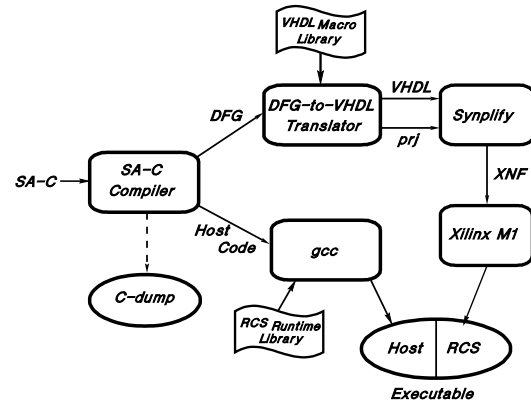 VHDL Macro
Library
VHDL
DFG
DFG-to-VHDL
Translator
Synplify
prj
SA-C
SA-C
Compiler
XNF
Host
Code
gcc
Xilinx M1
C-dump
RCS Runtime
Library
Host
RCS
Executable